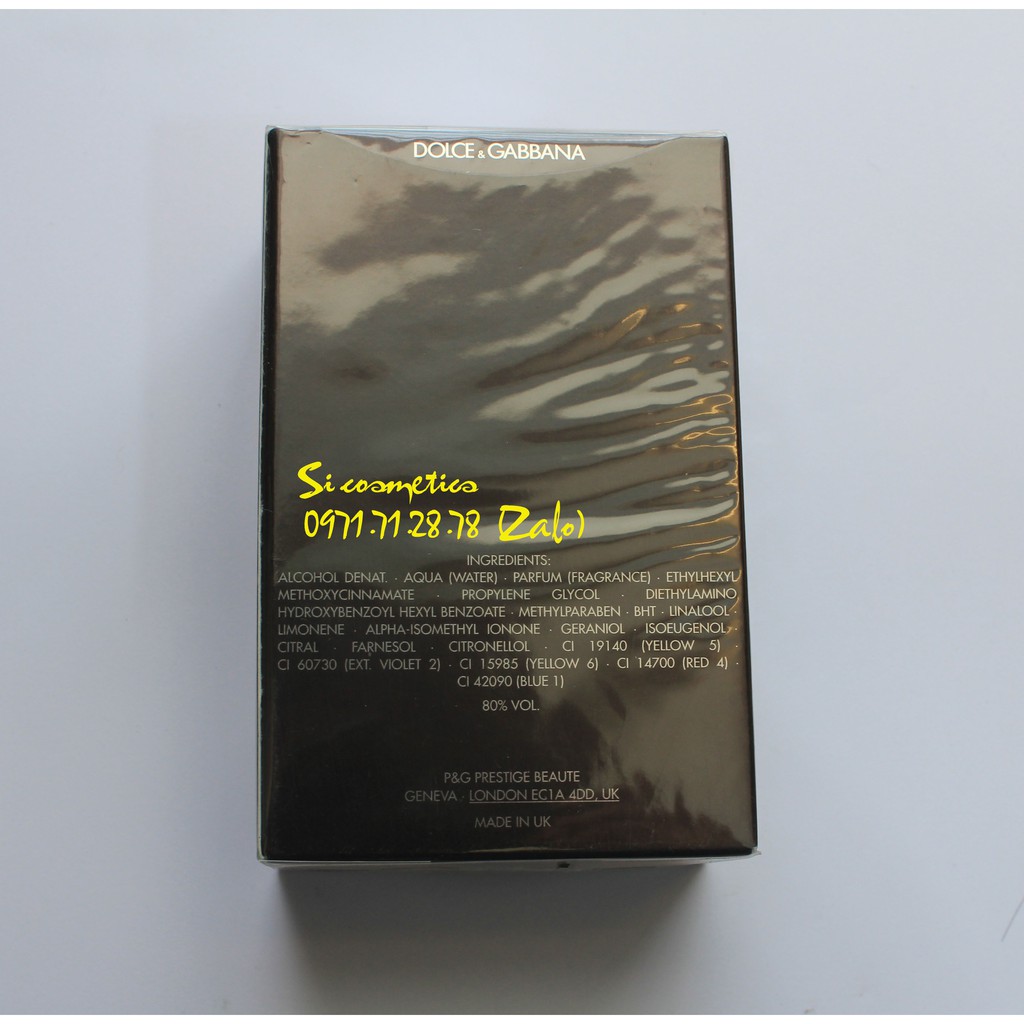 DOLCE & GABBANA
Si cosmetics
0971.71.28.78 (Zalo)
INGREDIENTS:
ALCOHOL DENAT. · AQUA (WATER) · PARFUM (FRAGRANCE) · ETHYLHEXYL
METHOXYCINNAMATE · PROPYLENE GLYCOL · DIETHYLAMINO
HYDROXYBENZOYL HEXYL BENZOATE · METHYLPARABEN · BHT · LINALOOL ·
LIMONENE · ALPHA-ISOMETHYL IONONE · GERANIOL · ISOEUGENOL ·
CITRAL · FARNESOL · CITRONELLOL · CI 19140 (YELLOW 5) ·
CI 60730 (EXT. VIOLET 2) · CI 15985 (YELLOW 6) · CI 14700 (RED 4) ·
CI 42090 (BLUE 1)
80% VOL.
P&G PRESTIGE BEAUTE
GENEVA · LONDON EC1A 4DD, UK
MADE IN UK